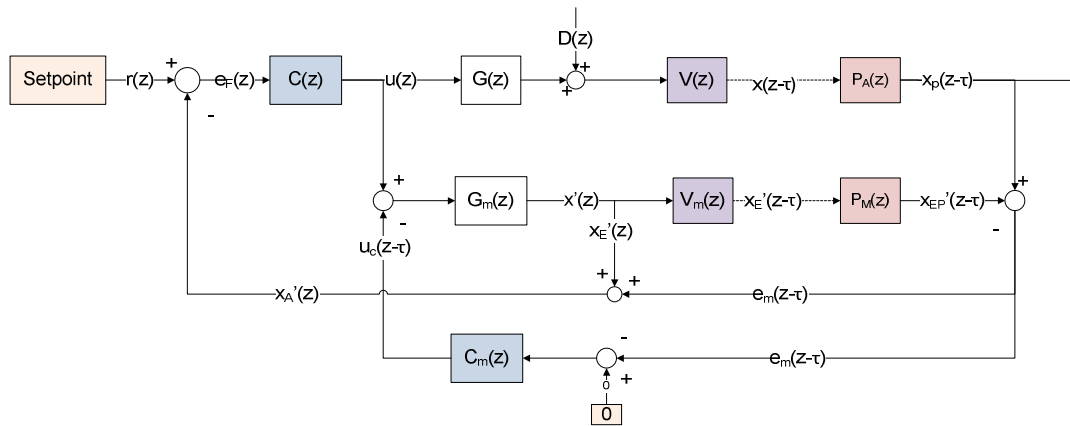 D(z)
Setpoint
r(z)
+
-
e_F(z)
C(z)
u(z)
G(z)
+
+
V(z)
x(z-τ)
P_A(z)
x_p(z-τ)
+
-
G_m(z)
x'(z)
V_m(z)
x_E'(z-τ)
P_M(z)
x_EP'(z-τ)
+
-
u_c(z-τ)
x_E'(z)
+
+
x_A'(z)
e_m(z-τ)
C_m(z)
-
+
e_m(z-τ)
0
0